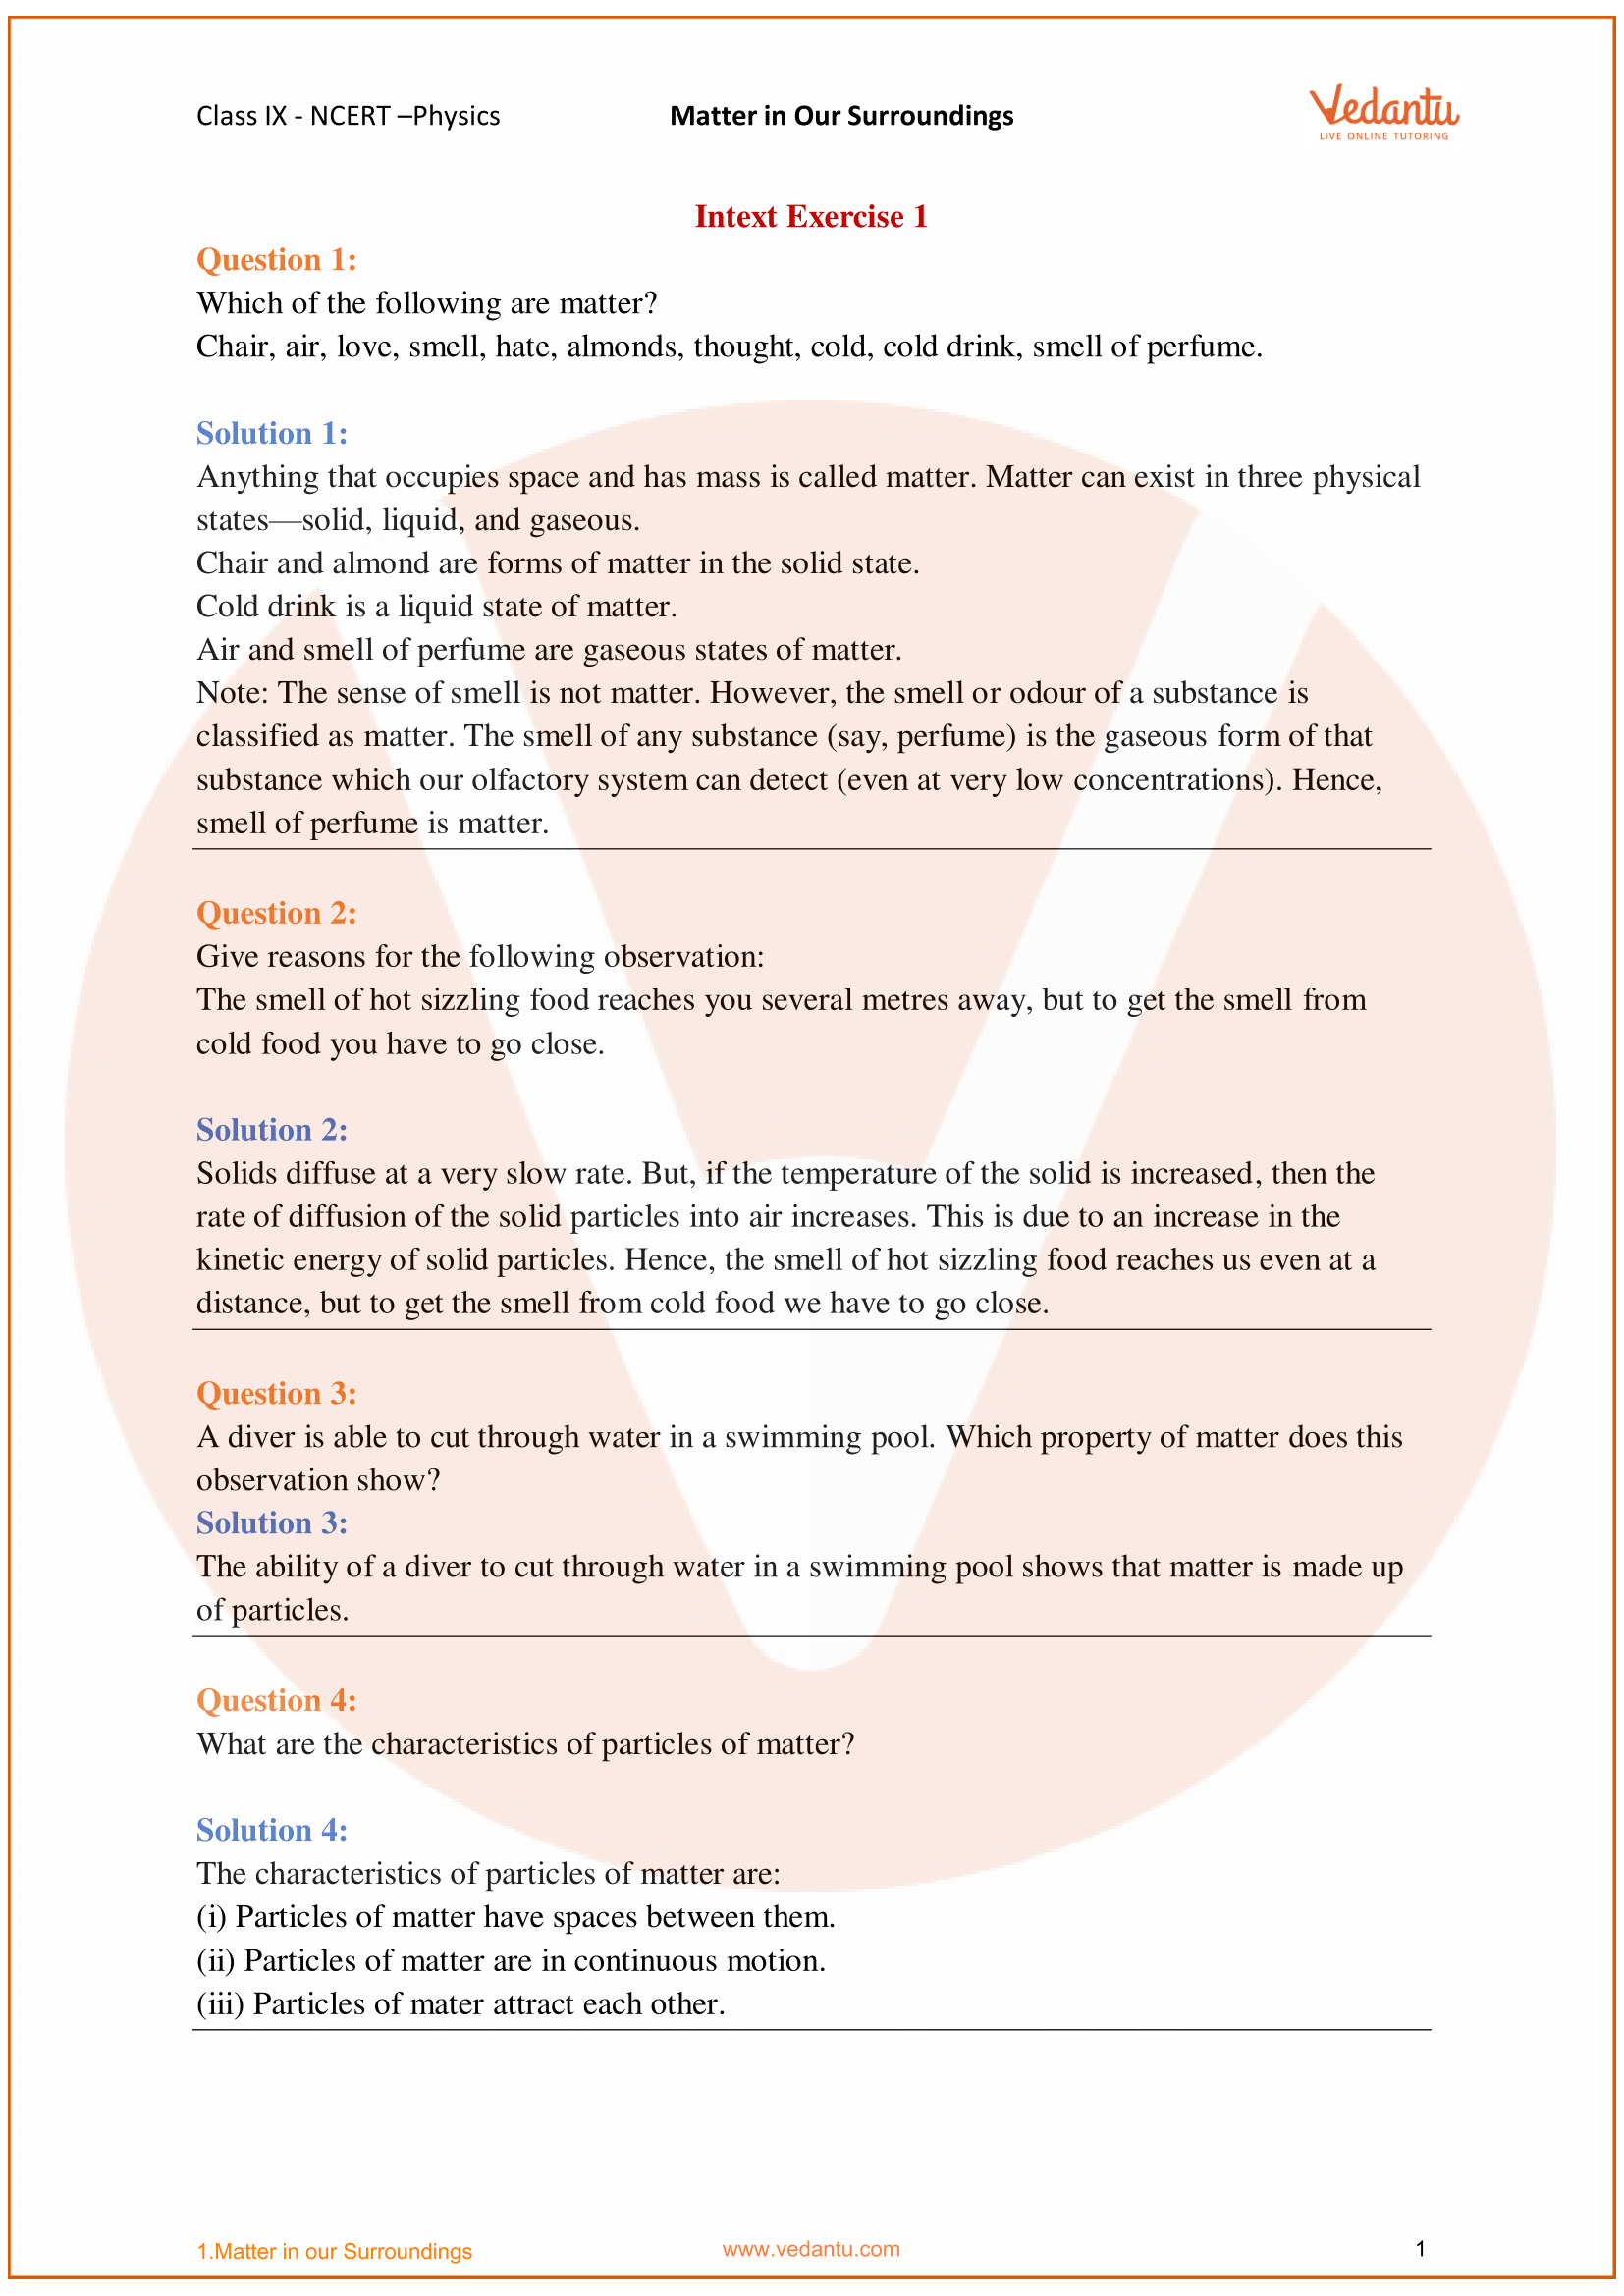 Class IX - NCERT –Physics
Matter in Our Surroundings
Vedantu
LIVE ONLINE TUTORING
Intext Exercise 1
Question 1:
Which of the following are matter?
Chair, air, love, smell, hate, almonds, thought, cold, cold drink, smell of perfume.
Solution 1:
Anything that occupies space and has mass is called matter. Matter can exist in three physical
states—solid, liquid, and gaseous.
Chair and almond are forms of matter in the solid state.
Cold drink is a liquid state of matter.
Air and smell of perfume are gaseous states of matter.
Note: The sense of smell is not matter. However, the smell or odour of a substance is
classified as matter. The smell of any substance (say, perfume) is the gaseous form of that
substance which our olfactory system can detect (even at very low concentrations). Hence,
smell of perfume is matter.
Question 2:
Give reasons for the following observation:
The smell of hot sizzling food reaches you several metres away, but to get the smell from
cold food you have to go close.
Solution 2:
Solids diffuse at a very slow rate. But, if the temperature of the solid is increased, then the
rate of diffusion of the solid particles into air increases. This is due to an increase in the
kinetic energy of solid particles. Hence, the smell of hot sizzling food reaches us even at a
distance, but to get the smell from cold food we have to go close.
Question 3:
A diver is able to cut through water in a swimming pool. Which property of matter does this
observation show?
Solution 3:
The ability of a diver to cut through water in a swimming pool shows that matter is made up
of particles.
Question 4:
What are the characteristics of particles of matter?
Solution 4:
The characteristics of particles of matter are:
(i) Particles of matter have spaces between them.
(ii) Particles of matter are in continuous motion.
(iii) Particles of mater attract each other.
1.Matter in our Surroundings
www.vedantu.com
1